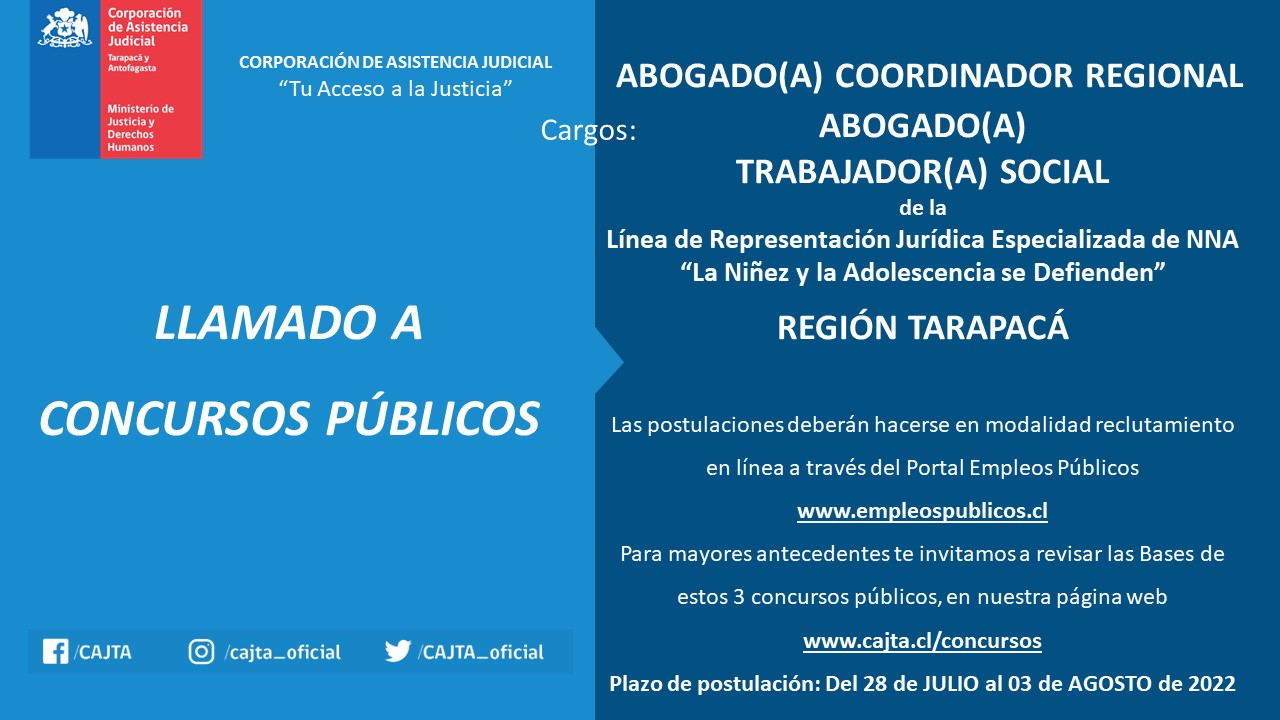 Corporación
de Asistencia
Judicial
Tarapacá y
Antofagasta
Ministerio de
Justicia y
Derechos
Humanos
CORPORACIÓN DE ASISTENCIA JUDICIAL
“Tu Acceso a la Justicia”
LLAMADO A
CONCURSOS PÚBLICOS
/CAJTA
/cajta_oficial
/CAJTA_oficial
Cargos:
ABOGADO(A) COORDINADOR REGIONAL
ABOGADO(A)
TRABAJADOR(A) SOCIAL
de la
Línea de Representación Jurídica Especializada de NNA
“La Niñez y la Adolescencia se Defienden”
REGIÓN TARAPACÁ
Las postulaciones deberán hacerse en modalidad reclutamiento
en línea a través del Portal Empleos Públicos
www.empleospublicos.cl
Para mayores antecedentes te invitamos a revisar las Bases de
estos 3 concursos públicos, en nuestra página web
www.cajta.cl/concursos
Plazo de postulación: Del 28 de JULIO al 03 de AGOSTO de 2022